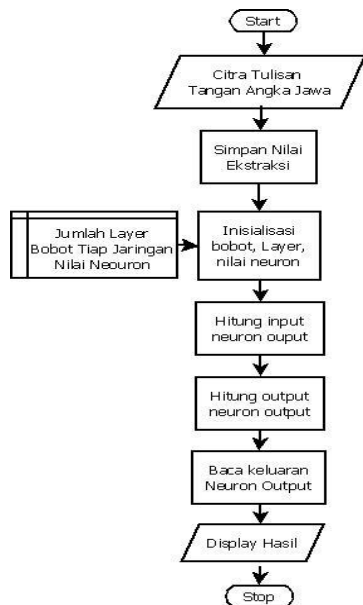 Start
Citra Tulisan
Tangan Angka Jawa
Simpan Nilai
Ekstraksi
Jumlah Layer
Bobot Tiap Jaringan
Nilai Neouron
Inisialisasi
bobot, Layer,
nilai neuron
Hitung input
neuron ouput
Hitung output
neuron output
Baca keluaran
Neuron Output
Display Hasil
Stop